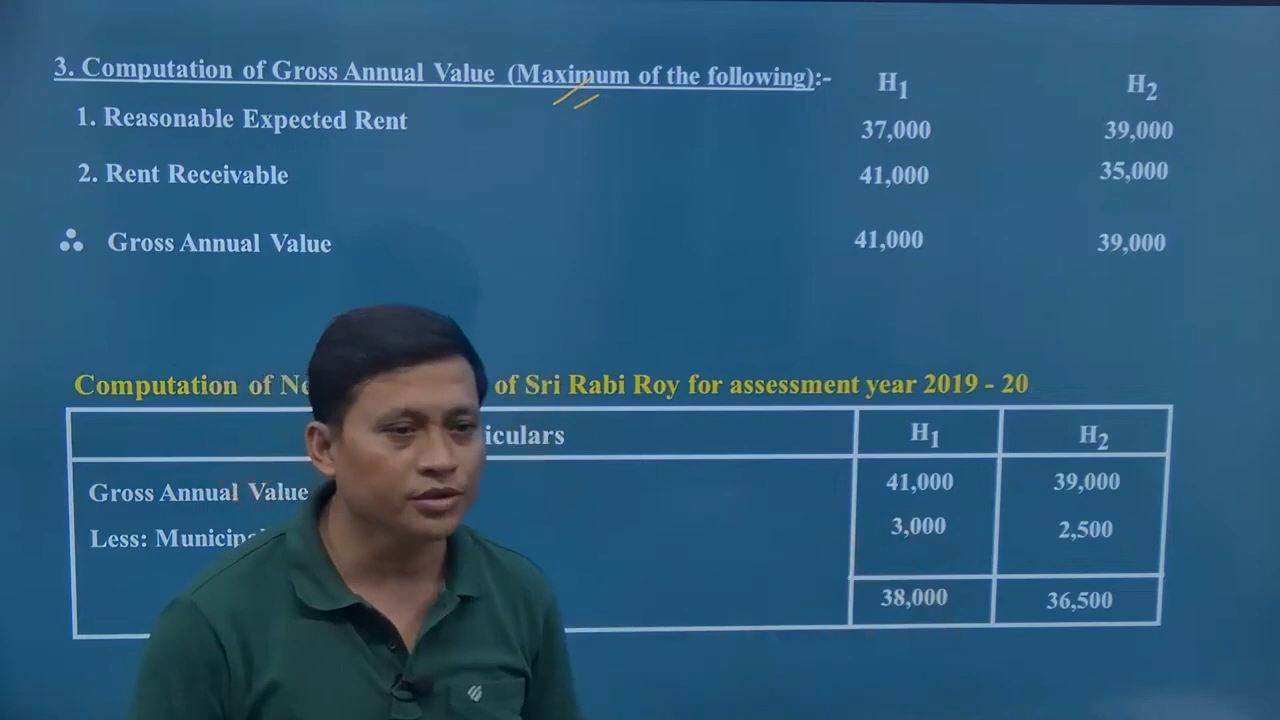 3. Computation of Gross Annual Value (Maximum of the following):- H1 H2
1. Reasonable Expected Rent 37,000 39,000
2. Rent Receivable 41,000 35,000
∴ Gross Annual Value 41,000 39,000
Computation of of Sri Rabi Roy for assessment year 2019 - 20
iculars H1 H2
Gross Annual Value 41,000 39,000
Less: 3,000 2,500
38,000 36,500